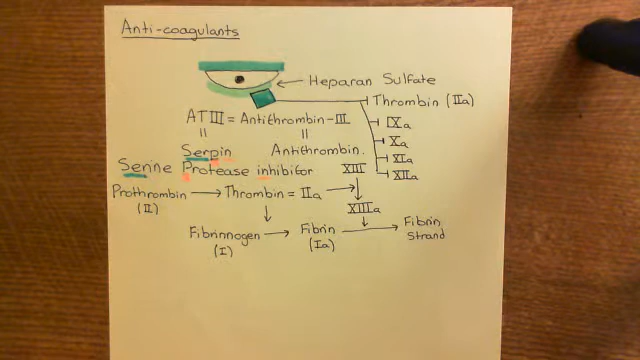 Anti-coagulants
Heparan Sulfate
Thrombin (IIa)
ATIII = Antithrombin-III
=
=
IXa
Xa
XIa
XIIa
Serpin
Antithrombin.
Serine Protease inhibitor
XIII
Prothrombin → Thrombin = IIa →
(II)
XIIIa
Fibrinnogen → Fibrin → Fibrin
Strand
(I)
(Ia)